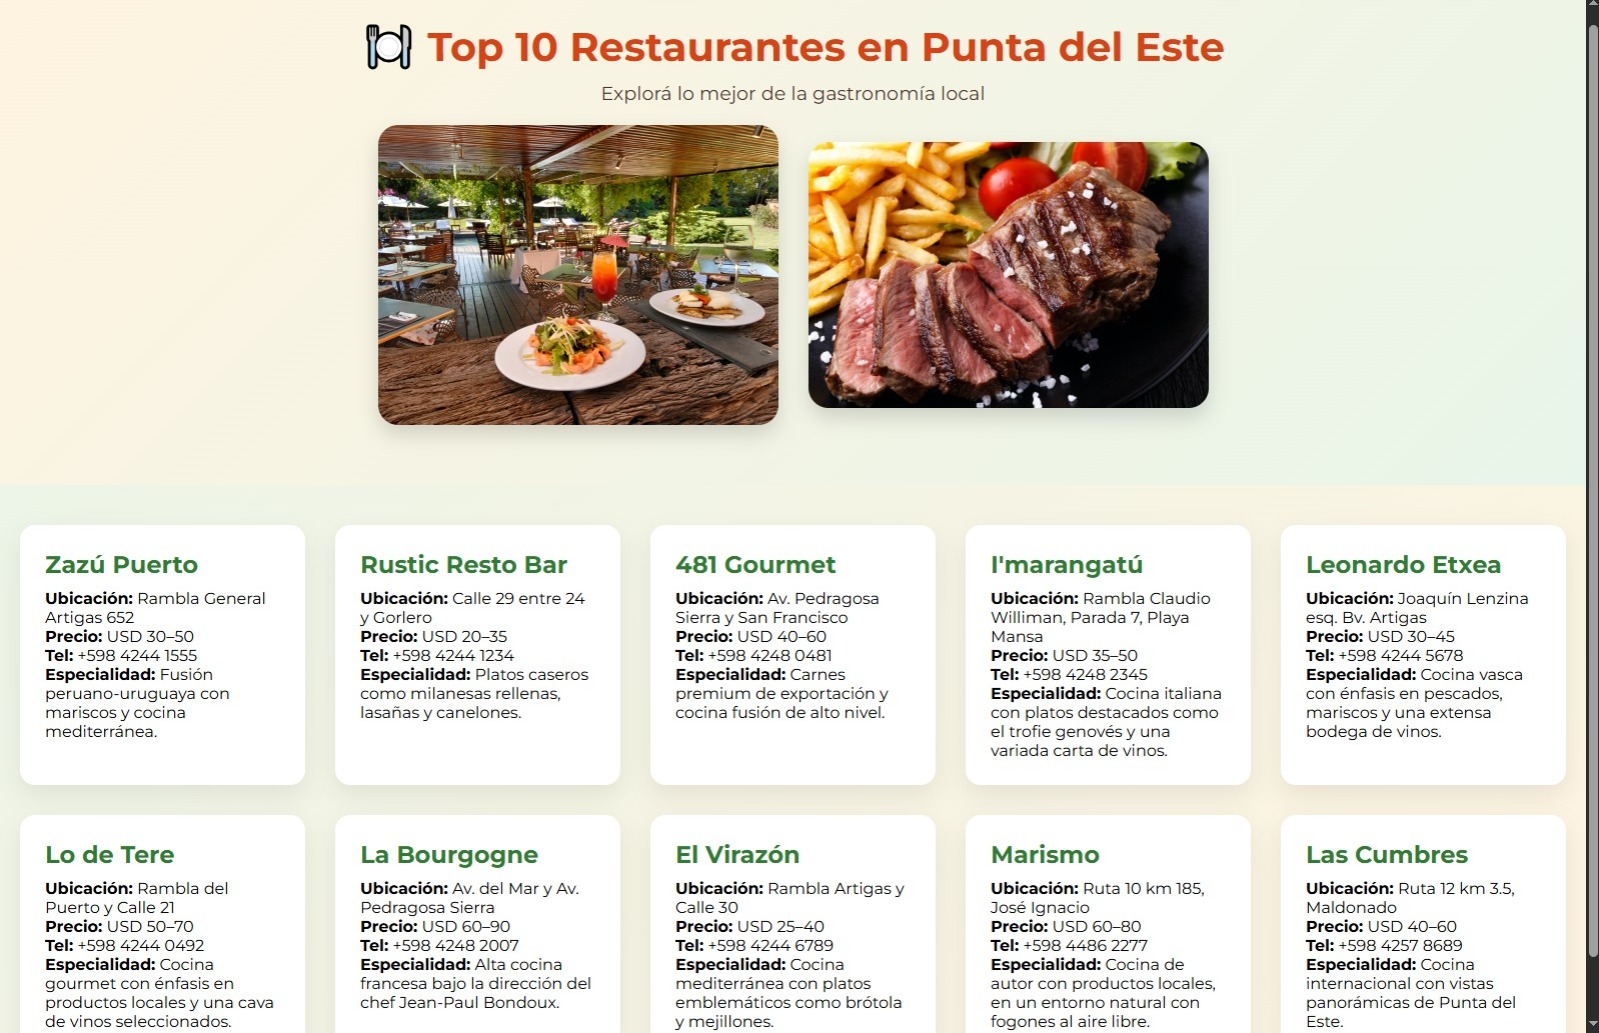 Top 10 Restaurantes en Punta del Este
Explorá lo mejor de la gastronomía local
Zazú Puerto
Ubicación: Rambla General
Artigas 652
Precio: USD 30–50
Tel: +598 4244 1555
Especialidad: Fusión
peruano-uruguaya con
mariscos y cocina
mediterránea.
Rustic Resto Bar
Ubicación: Calle 29 entre 24
y Gorlero
Precio: USD 20–35
Tel: +598 4244 1234
Especialidad: Platos caseros
como milanesas rellenas,
lasañas y canelones.
481 Gourmet
Ubicación: Av. Pedragosa
Sierra y San Francisco
Precio: USD 40–60
Tel: +598 4248 0481
Especialidad: Carnes
premium de exportación y
cocina fusión de alto nivel.
I'marangatú
Ubicación: Rambla Claudio
Williman, Parada 7, Playa
Mansa
Precio: USD 35–50
Tel: +598 4248 2345
Especialidad: Cocina italiana
con platos destacados como
el trofie genovés y una
variada carta de vinos.
Leonardo Etxea
Ubicación: Joaquín Lenzina
esq. Bv. Artigas
Precio: USD 30–45
Tel: +598 4244 5678
Especialidad: Cocina vasca
con énfasis en pescados,
mariscos y una extensa
bodega de vinos.
Lo de Tere
Ubicación: Rambla del
Puerto y Calle 21
Precio: USD 50–70
Tel: +598 4244 0492
Especialidad: Cocina
gourmet con énfasis en
productos locales y una cava
de vinos seleccionados.
La Bourgogne
Ubicación: Av. del Mar y Av.
Pedragosa Sierra
Precio: USD 60–90
Tel: +598 4248 2007
Especialidad: Alta cocina
francesa bajo la dirección del
chef Jean-Paul Bondoux.
El Virazón
Ubicación: Rambla Artigas y
Calle 30
Precio: USD 25–40
Tel: +598 4244 6789
Especialidad: Cocina
mediterránea con platos
emblemáticos como brótola
y mejillones.
Marismo
Ubicación: Ruta 10 km 185,
José Ignacio
Precio: USD 60–80
Tel: +598 4486 2277
Especialidad: Cocina de
autor con productos locales,
en un entorno natural con
fogones al aire libre.
Las Cumbres
Ubicación: Ruta 12 km 3.5,
Maldonado
Precio: USD 40–60
Tel: +598 4257 8689
Especialidad: Cocina
internacional con vistas
panorámicas de Punta del
Este.